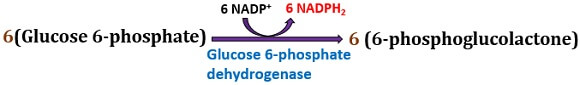 6 NADP⁺ 6 NADPH₂
6(Glucose 6-phosphate) 6 (6-phosphoglucolactone)
Glucose 6-phosphate
dehydrogenase